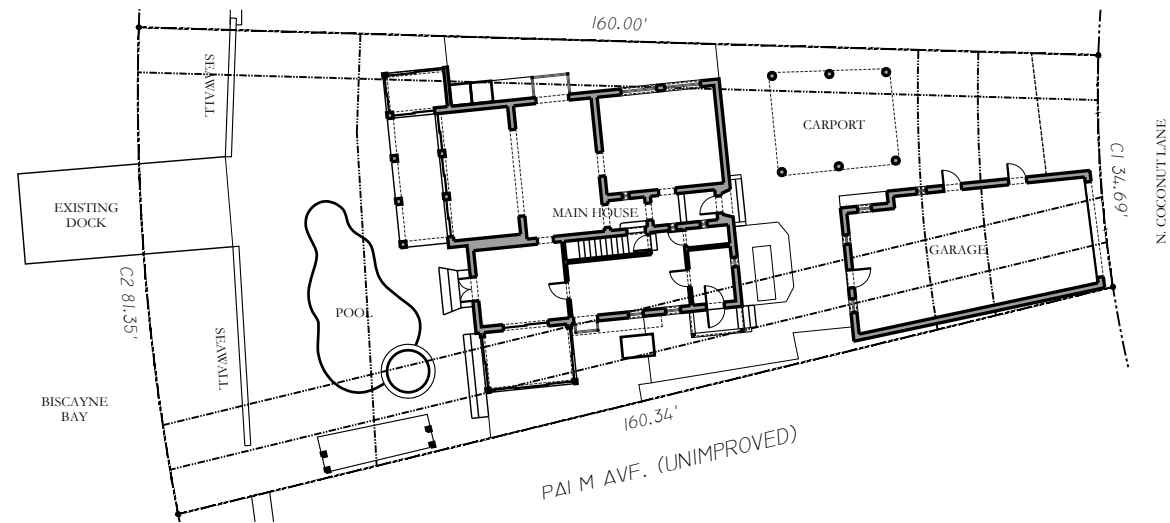 160.00'
SEAWALL
CARPORT
N. COCONUT LANE
C1 34.69'
EXISTING
DOCK
MAIN HOUSE
GARAGE
C2 81.35'
POOL
SEAWALL
BISCAYNE
BAY
160.34'
PALM AVE. (UNIMPROVED)